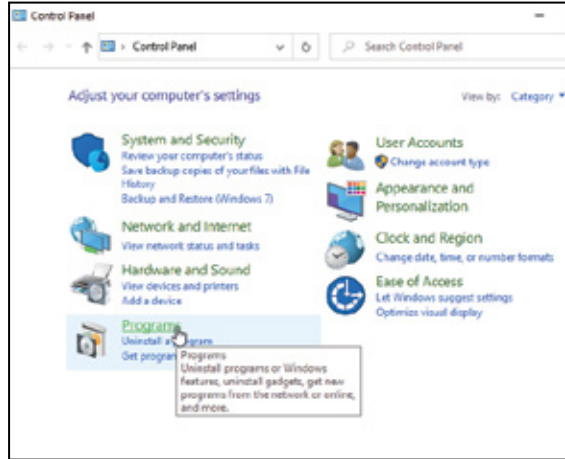 Control Panel
Control Panel
Search Control Panel
Adjust your computer's settings
View by: Category
System and Security
Review your computer's status
Save backup copies of your files with File
History
Backup and Restore (Windows 7)
Network and Internet
View network status and tasks
Hardware and Sound
View devices and printers
Add a device
Programs
Uninstall a program
Get program
User Accounts
Change account type
Appearance and
Personalization
Clock and Region
Change date, time, or number formats
Ease of Access
Let Windows suggest settings
Optimize visual display
Programs
Uninstall programs or Windows
features, uninstall gadgets, get new
programs from the network or online,
and more.